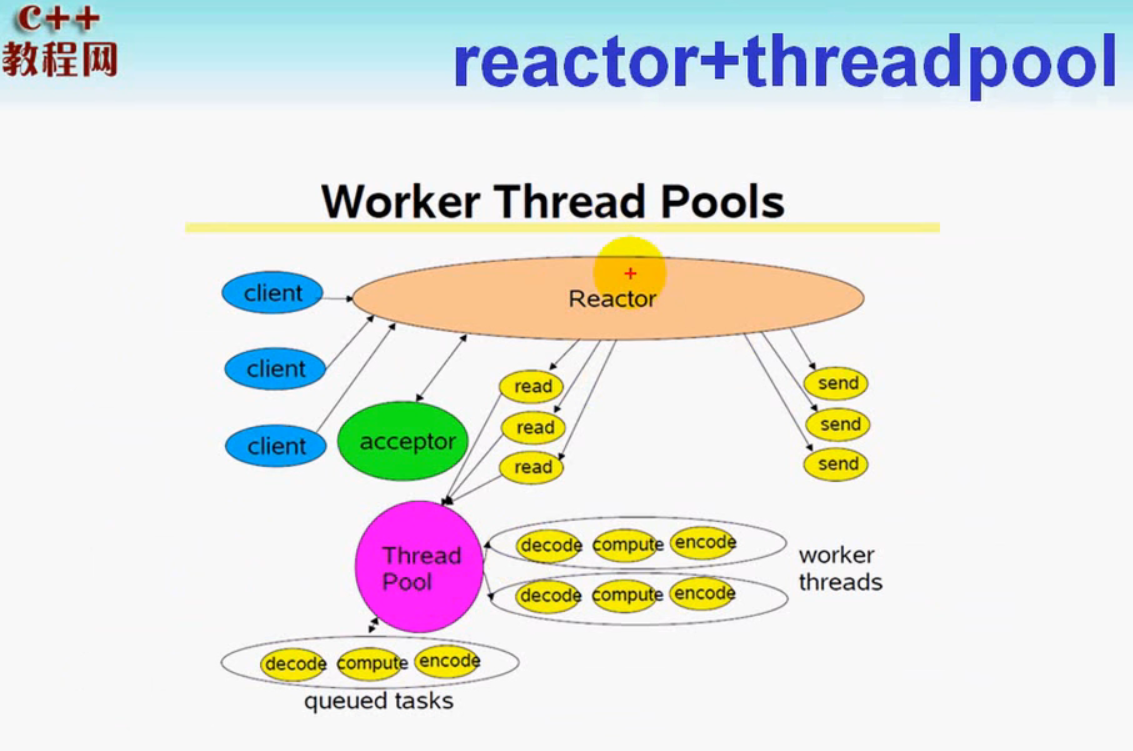 C++
教程网
reactor+threadpool
Worker Thread Pools
client
Reactor
client
client
acceptor
read
read
read
send
send
send
Thread
Pool
decode compute encode
decode compute encode
worker
threads
decode compute encode
queued tasks